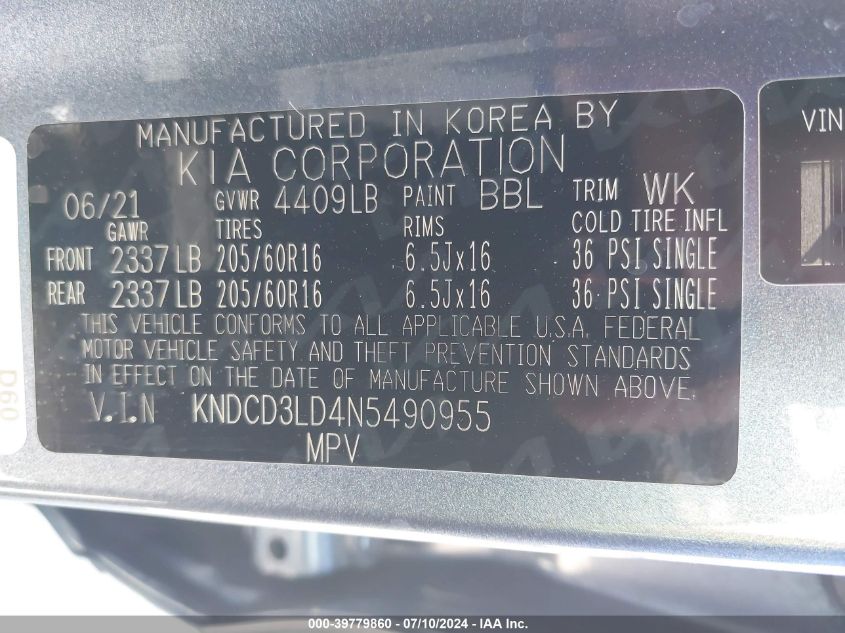 MANUFACTURED IN KOREA BY
KIA CORPORATION
06/21 GVWR 4409LB PAINT BBL TRIM WK
GAWR TIRES RIMS COLD TIRE INFL
FRONT 2337LB 205/60R16 6.5Jx16 36 PSI SINGLE
REAR 2337LB 205/60R16 6.5Jx16 36 PSI SINGLE
THIS VEHICLE CONFORMS TO ALL APPLICABLE U.S.A. FEDERAL
MOTOR VEHICLE SAFETY AND THEFT PREVENTION STANDARDS
IN EFFECT ON THE DATE OF MANUFACTURE SHOWN ABOVE.
V.I.N KNDCD3LD4N5490955
MPV
VIN
D60
000-39779860 - 07/10/2024 - IAA Inc.